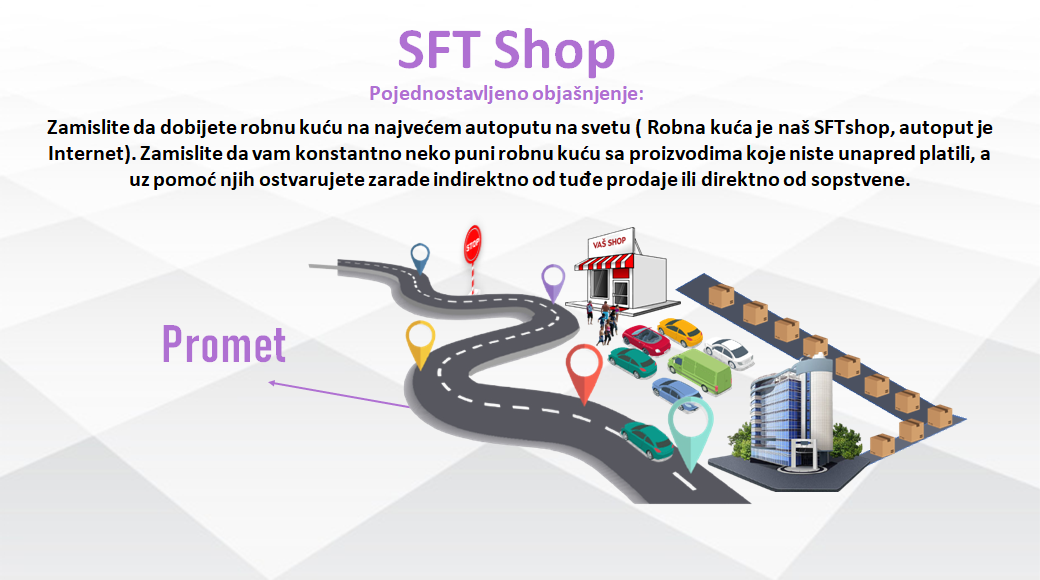 SFT Shop
Pojednostavljeno objašnjenje:
Zamislite da dobijete robnu kuću na najvećem autoputu na svetu ( Robna kuća je naš SFTshop, autoput je
Internet). Zamislite da vam konstantno neko puni robnu kuću sa proizvodima koje niste unapred platili, a
uz pomoć njih ostvarujete zarade indirektno od tuđe prodaje ili direktno od sopstvene.
STOP
VAŠ SHOP
Promet